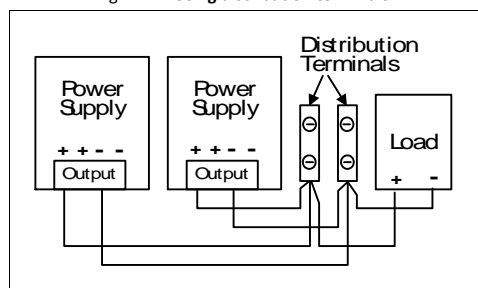 Distribution
Terminals
Power
Supply
+ + - -
Output
Power
Supply
+ + - -
Output
Load
+ -